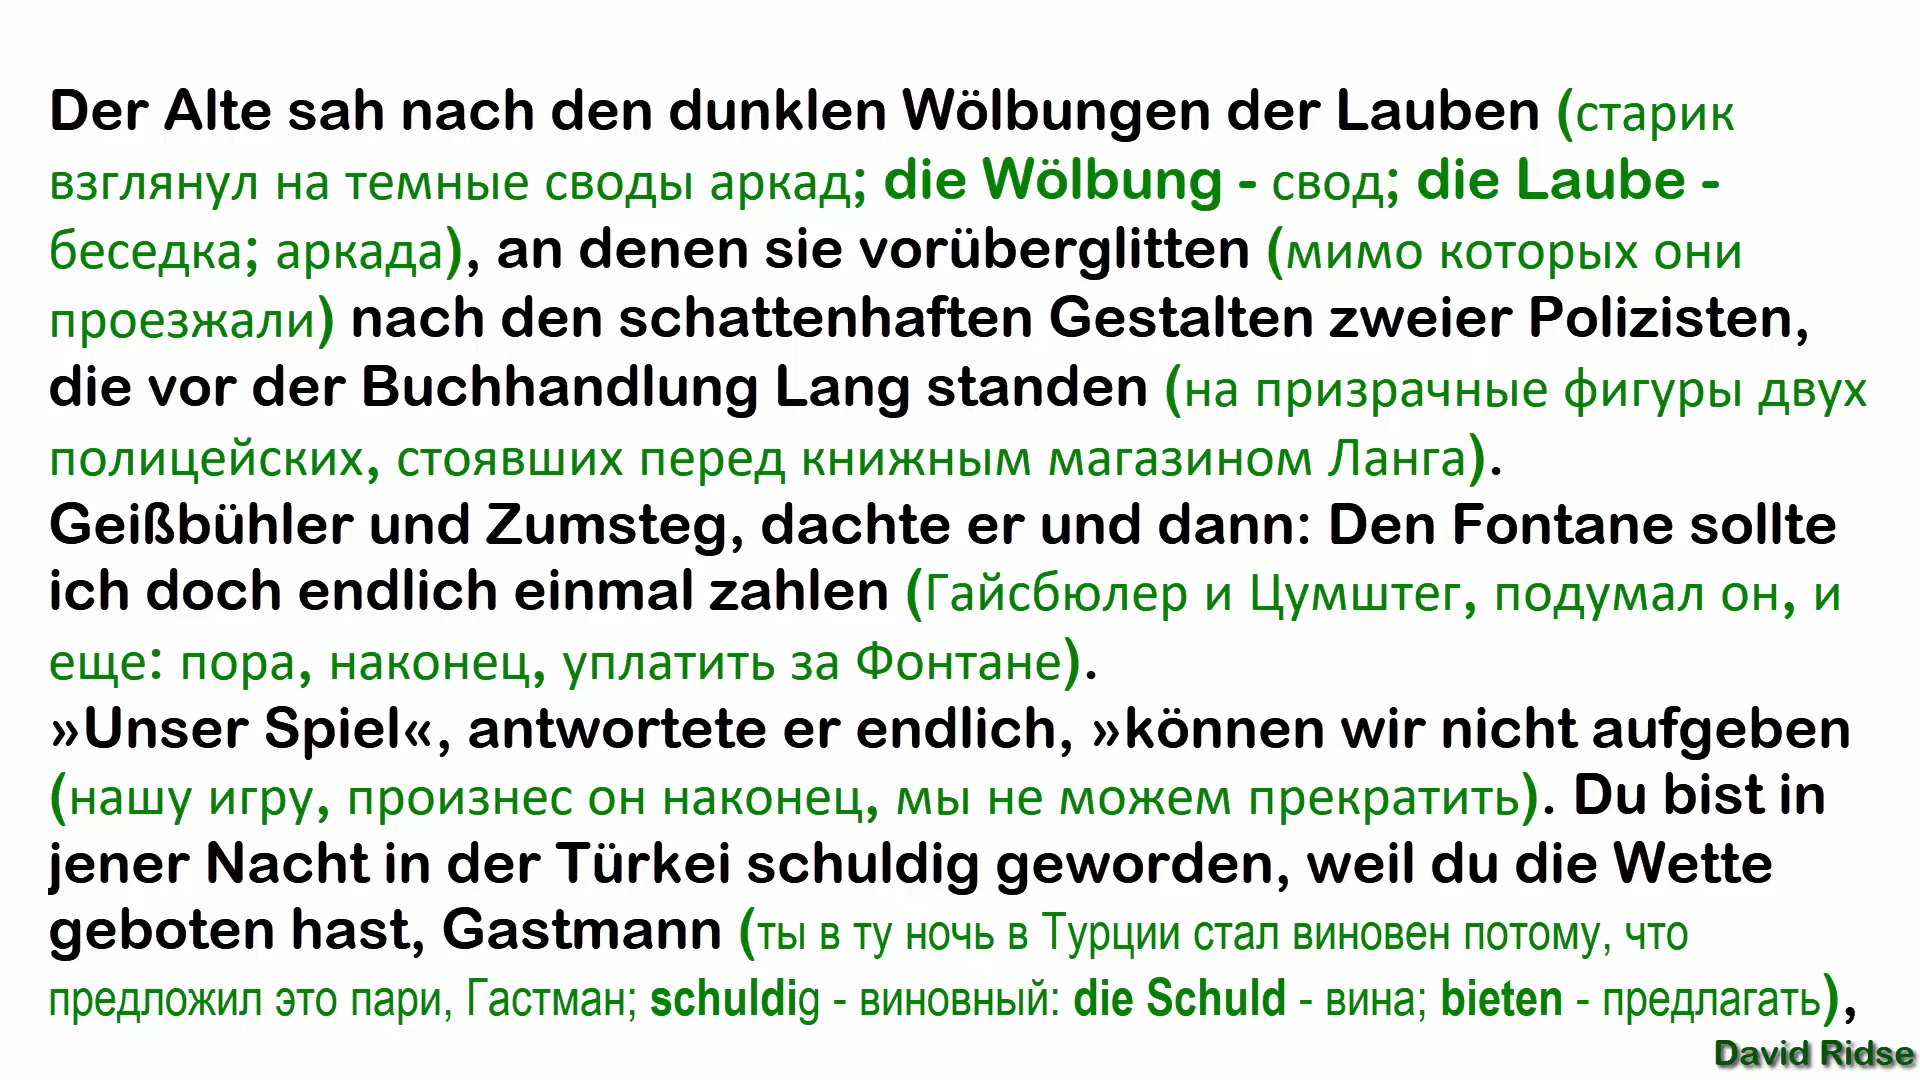 Der Alte sah nach den dunklen Wölbungen der Lauben (старик
взглянул на темные своды аркад; die Wölbung - свод; die Laube -
беседка; аркада), an denen sie vorüberglitten (мимо которых они
проезжали) nach den schattenhaften Gestalten zweier Polizisten,
die vor der Buchhandlung Lang standen (на призрачные фигуры двух
полицейских, стоявших перед книжным магазином Ланга).
Geißbühler und Zumsteg, dachte er und dann: Den Fontane sollte
ich doch endlich einmal zahlen (Гайсбюлер и Цумштег, подумал он, и
еще: пора, наконец, уплатить за Фонтане).
»Unser Spiel«, antwortete er endlich, »können wir nicht aufgeben
(нашу игру, произнес он наконец, мы не можем прекратить). Du bist in
jener Nacht in der Türkei schuldig geworden, weil du die Wette
geboten hast, Gastmann (ты в ту ночь в Турции стал виновен потому, что
предложил это пари, Гастман; schuldig - виновный: die Schuld - вина; bieten - предлагать),
David Ridse